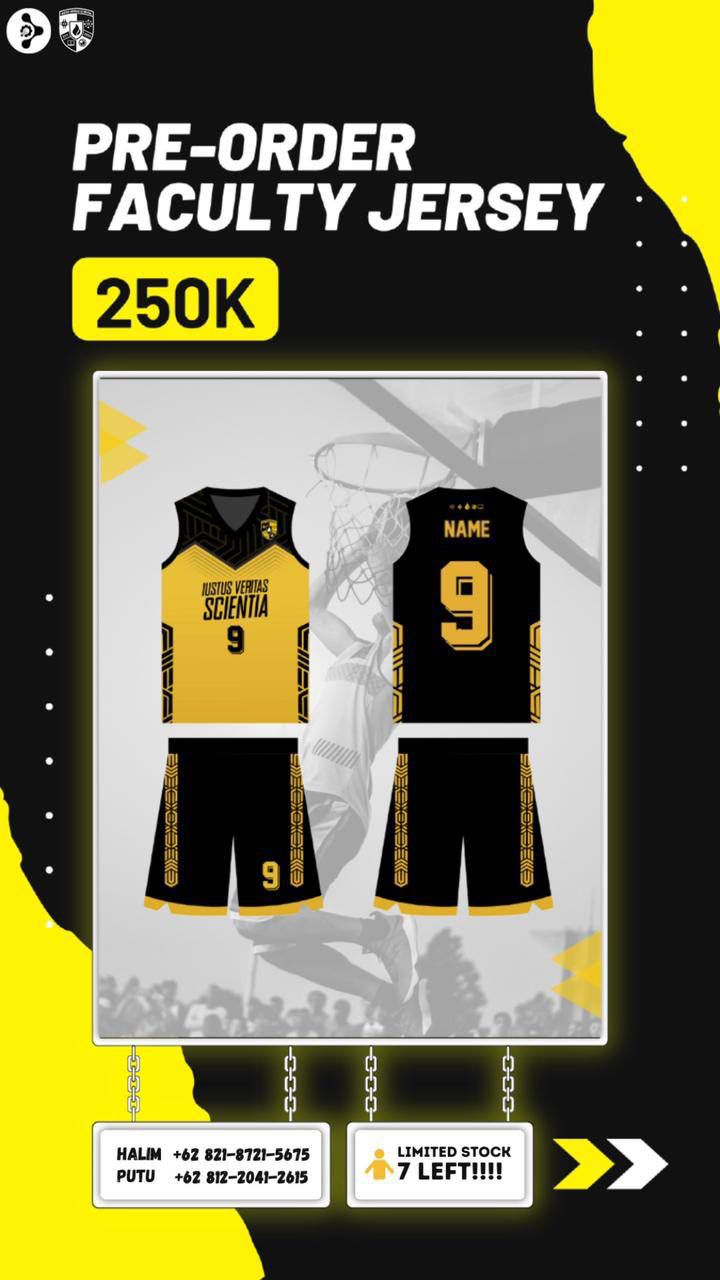 PRE-ORDER
FACULTY JERSEY
250K
IUSTUS VERITAS
SCIENTIA
9
NAME
9
9
HALIM +62 821-8721-5675
PUTU +62 812-2041-2615
LIMITED STOCK
7 LEFT!!!!